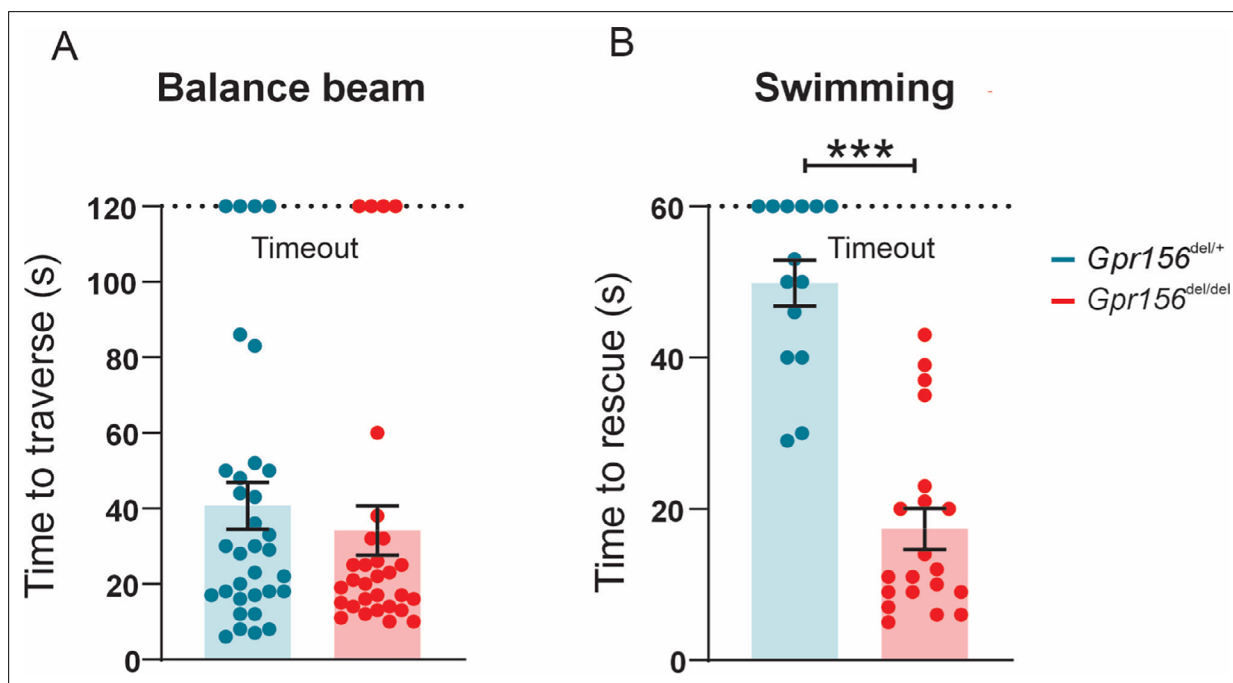 A
Balance beam
Time to traverse (s)
120
100
80
60
40
20
0
Timeout
B
Swimming
***
Time to rescue (s)
60
40
20
0
Timeout
Gpr156del/+
Gpr156del/del